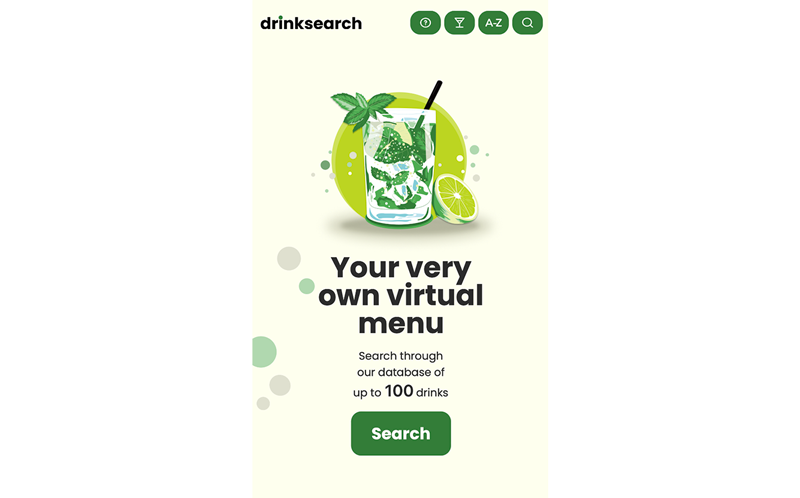 drinksearch
A-Z
Your very
own virtual
menu
Search through
our database of
up to 100 drinks
Search